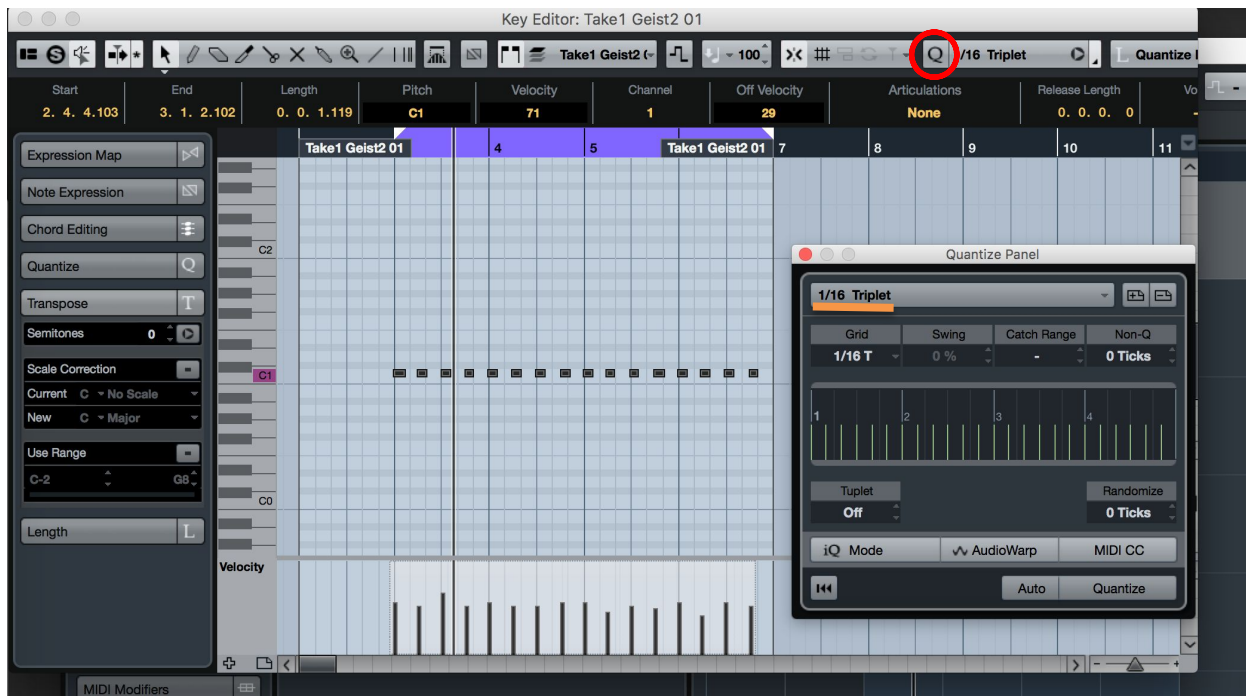 Key Editor: Take1 Geist2 01
Take1 Geist2 (
100
Q
/16 Triplet
L
Quantize
Start End Length Pitch Velocity Channel Off Velocity Articulations Release Length Vo
2. 4. 4.103 3. 1. 2.102 0. 0. 1.119 C1 71 1 29 None 0. 0. 0. 0
Take1 Geist2 01 4 5 Take1 Geist2 01 7 8 9 10 11
Expression Map
Note Expression
Chord Editing
Quantize Q
Transpose T
Semitones 0
Scale Correction
Current C No Scale
New C Major
Use Range
C-2 G8
Length L
C2
C1
C0
Velocity
Quantize Panel
1/16 Triplet
Grid Swing Catch Range Non-Q
1/16 T 0 % - 0 Ticks
1 2 3 4
Tuplet Randomize
Off 0 Ticks
iQ Mode AudioWarp MIDI CC
Auto Quantize
MIDI Modifiers